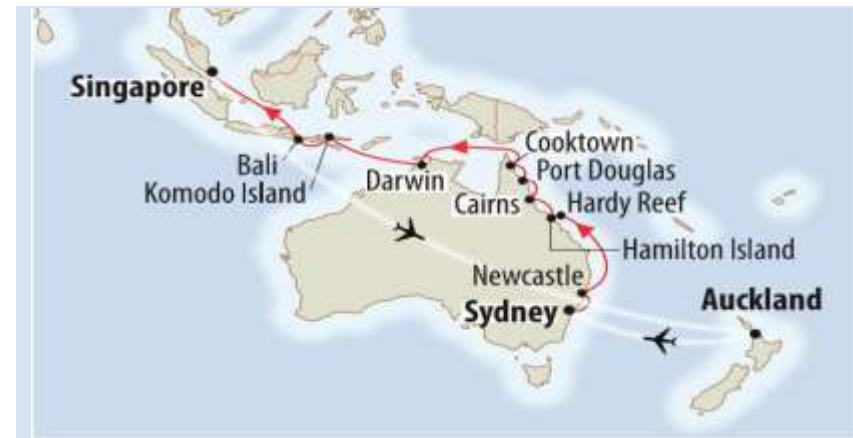 Singapore
Bali
Komodo Island
Darwin
Cooktown
Port Douglas
Cairns
Hardy Reef
Hamilton Island
Newcastle
Sydney
Auckland